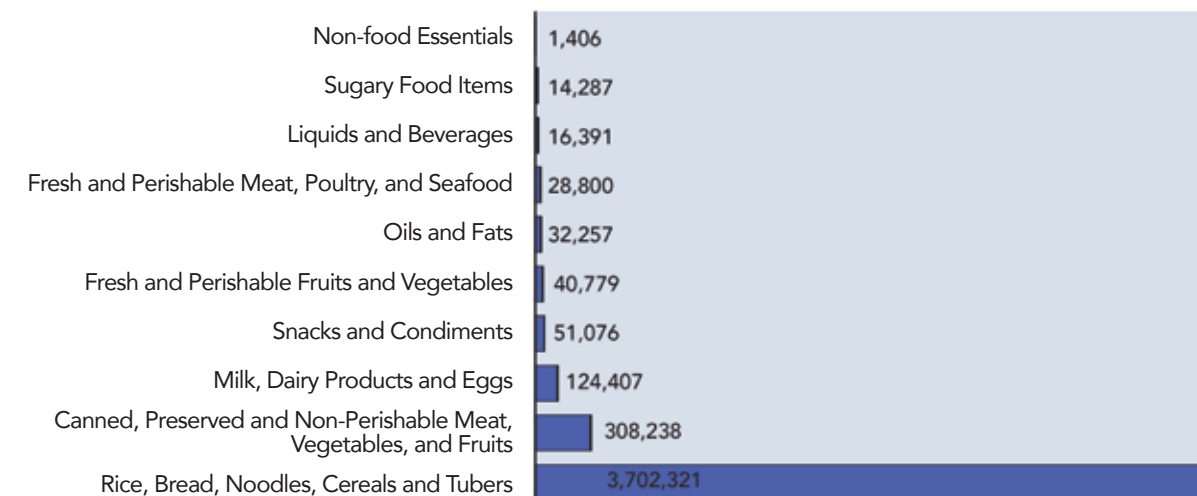 Non-food Essentials 1,406
Sugary Food Items 14,287
Liquids and Beverages 16,391
Fresh and Perishable Meat, Poultry, and Seafood 28,800
Oils and Fats 32,257
Fresh and Perishable Fruits and Vegetables 40,779
Snacks and Condiments 51,076
Milk, Dairy Products and Eggs 124,407
Canned, Preserved and Non-Perishable Meat,
Vegetables, and Fruits 308,238
Rice, Bread, Noodles, Cereals and Tubers 3,702,321